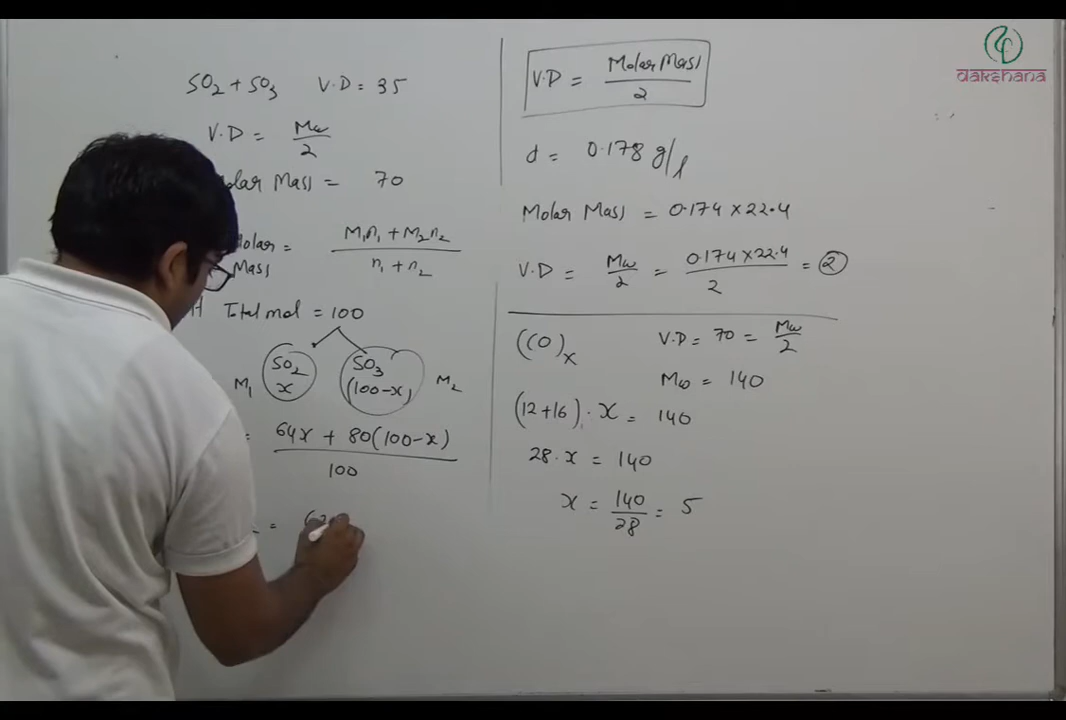 SO2 + SO3 V.D = 35
V.D = Mw/2
Molar Mass = 70
Molar Mass = M1n1 + M2n2 / n1 + n2
Total mol = 100
M1 SO2 x SO3 (100-x) M2
= 64x + 80(100-x) / 100
=
V.D = Molar Mass / 2
d = 0.178 g/l
Molar Mass = 0.174 x 22.4
V.D = Mw/2 = 0.174 x 22.4 / 2 = 2
(CO)x V.D = 70 = Mw/2
Mw = 140
(12+16) . x = 140
28 . x = 140
x = 140/28 = 5
dakshana